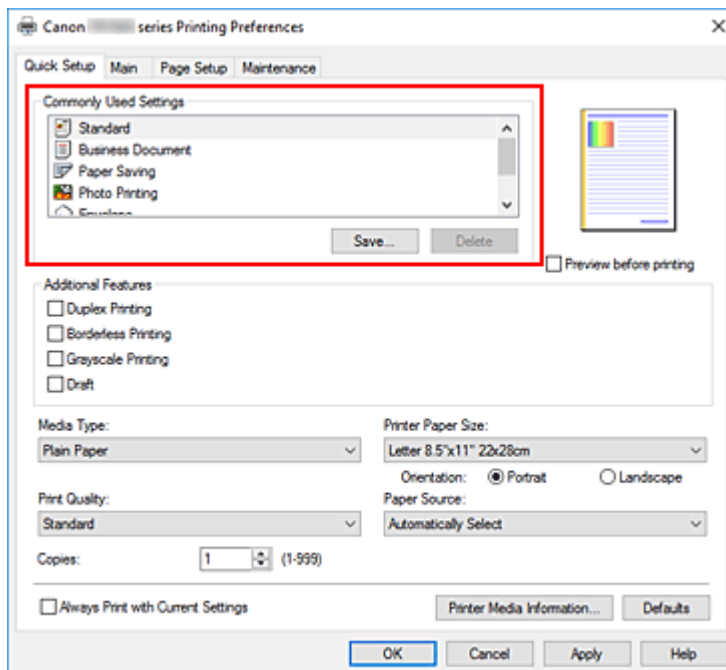 Canon series Printing Preferences
Quick Setup Main Page Setup Maintenance
Commonly Used Settings
Standard
Business Document
Paper Saving
Photo Printing
Envelope
Save... Delete
Preview before printing
Additional Features
Duplex Printing
Borderless Printing
Grayscale Printing
Draft
Media Type: Printer Paper Size:
Plain Paper Letter 8.5"x11" 22x28cm
Orientation: Portrait Landscape
Print Quality: Paper Source:
Standard Automatically Select
Copies: 1 (1-999)
Always Print with Current Settings Printer Media Information... Defaults
OK Cancel Apply Help